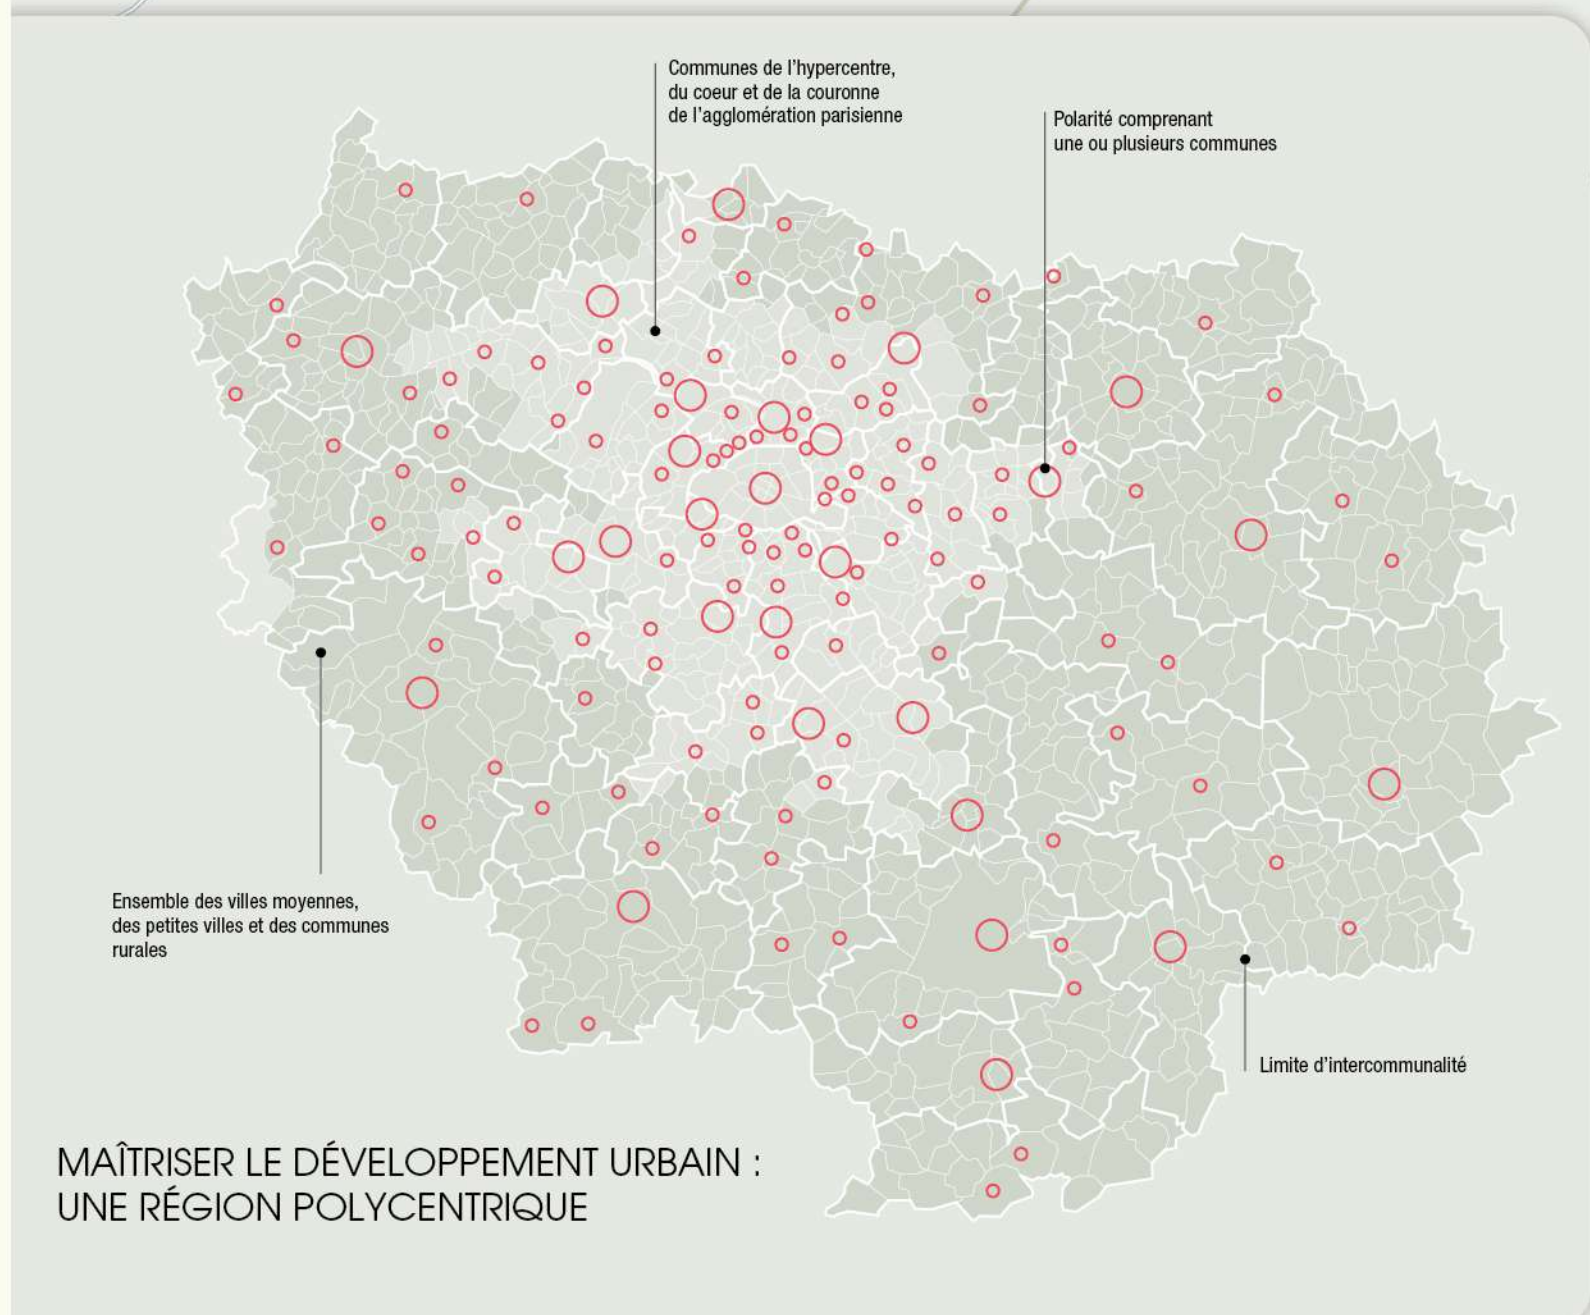 Communes de l'hypercentre,
du coeur et de la couronne
de l'agglomération parisienne
Polarité comprenant
une ou plusieurs communes
Ensemble des villes moyennes,
des petites villes et des communes
rurales
Limite d'intercommunalité
MAÎTRISER LE DÉVELOPPEMENT URBAIN :
UNE RÉGION POLYCENTRIQUE